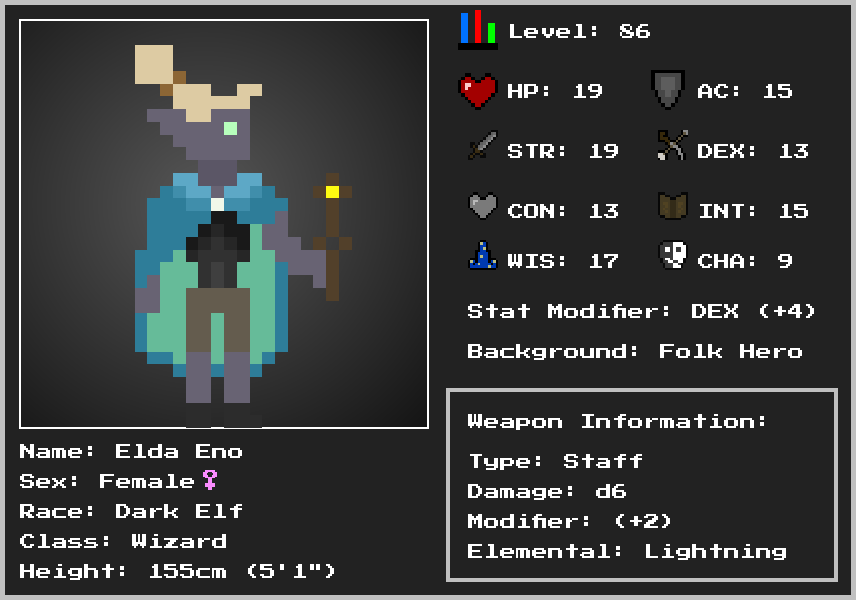 Level: 86
HP: 19
AC: 15
STR: 19
DEX: 13
CON: 13
INT: 15
WIS: 17
CHA: 9
Stat Modifier: DEX (+4)
Background: Folk Hero
Weapon Information:
Type: Staff
Damage: d6
Modifier: (+2)
Elemental: Lightning
Name: Elda Eno
Sex: Female♀
Race: Dark Elf
Class: Wizard
Height: 155cm (5'1")